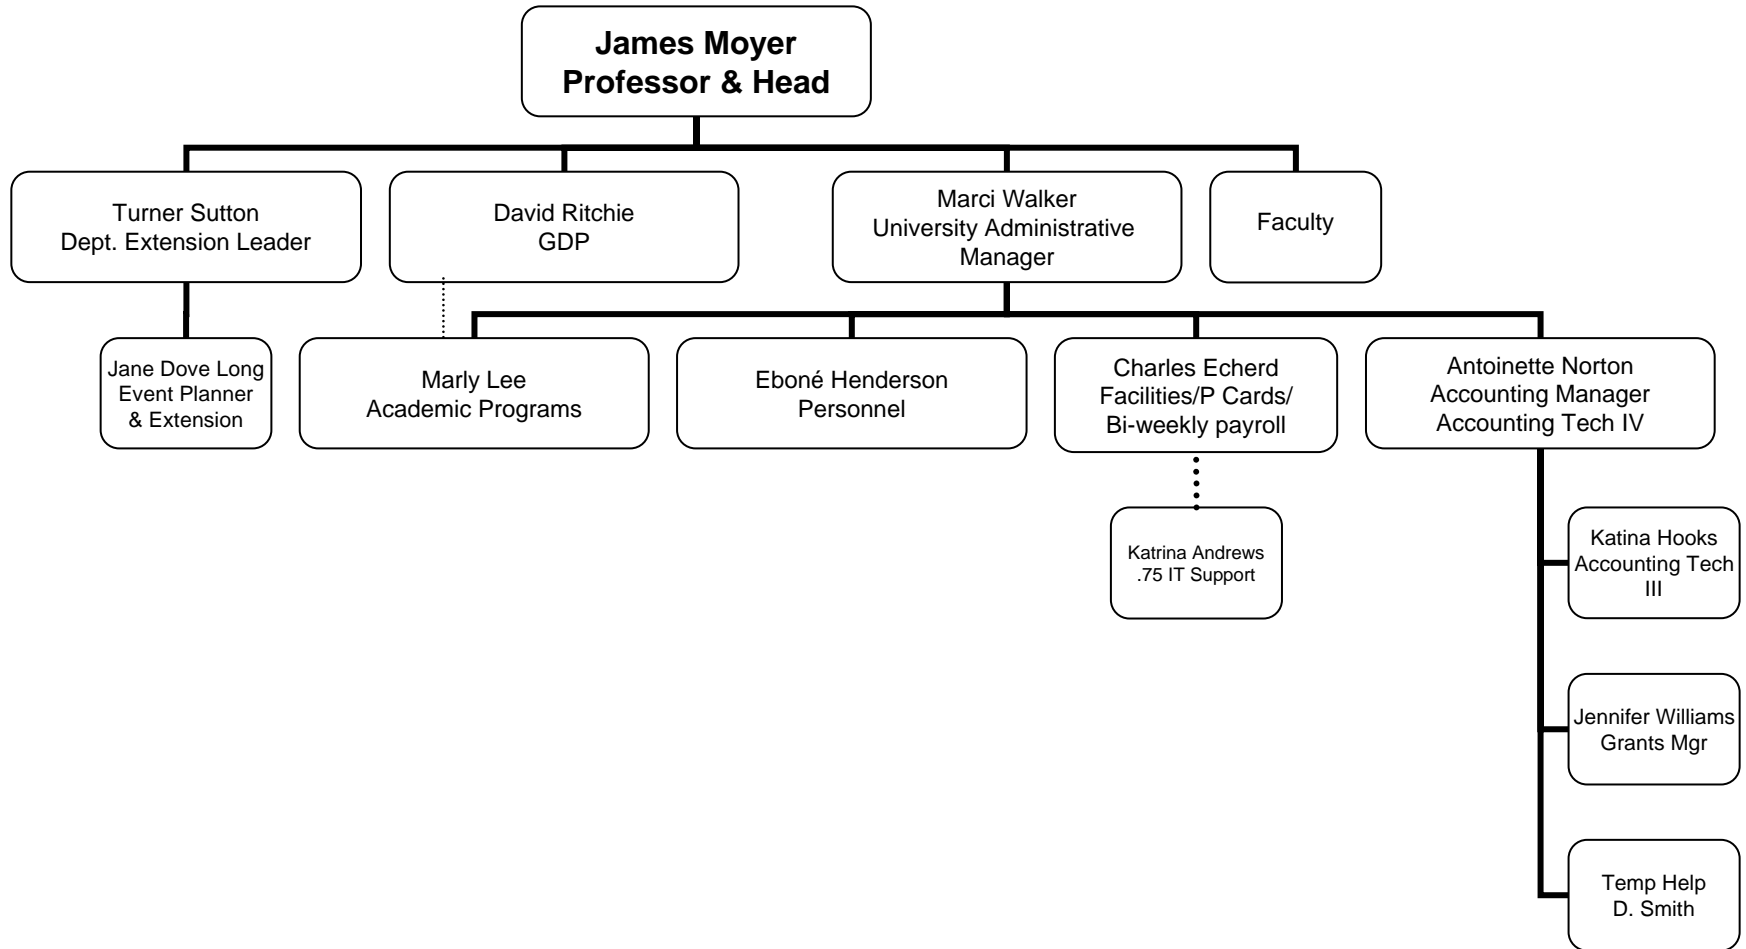 James Moyer
Professor & Head
Turner Sutton
Dept. Extension Leader
David Ritchie
GDP
Marci Walker
University Administrative
Manager
Faculty
Jane Dove Long
Event Planner
& Extension
Marly Lee
Academic Programs
Eboné Henderson
Personnel
Charles Echerd
Facilities/P Cards/
Bi-weekly payroll
Antoinette Norton
Accounting Manager
Accounting Tech IV
Katrina Andrews
.75 IT Support
Katina Hooks
Accounting Tech
III
Jennifer Williams
Grants Mgr
Temp Help
D. Smith